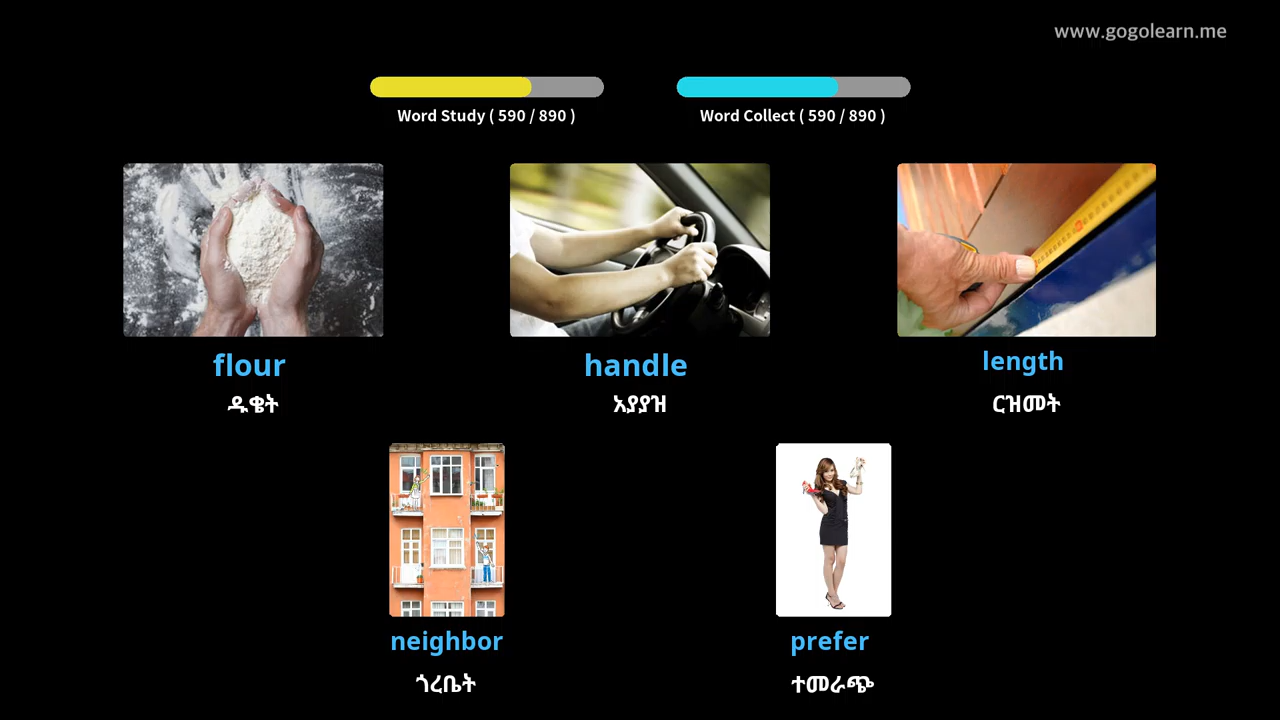 www.gogolearn.me
Word Study ( 590 / 890 )
Word Collect ( 590 / 890 )
flour
ዱቄት
handle
አያያዝ
length
ርዝመት
neighbor
ጎረቤት
prefer
ተመራጭ